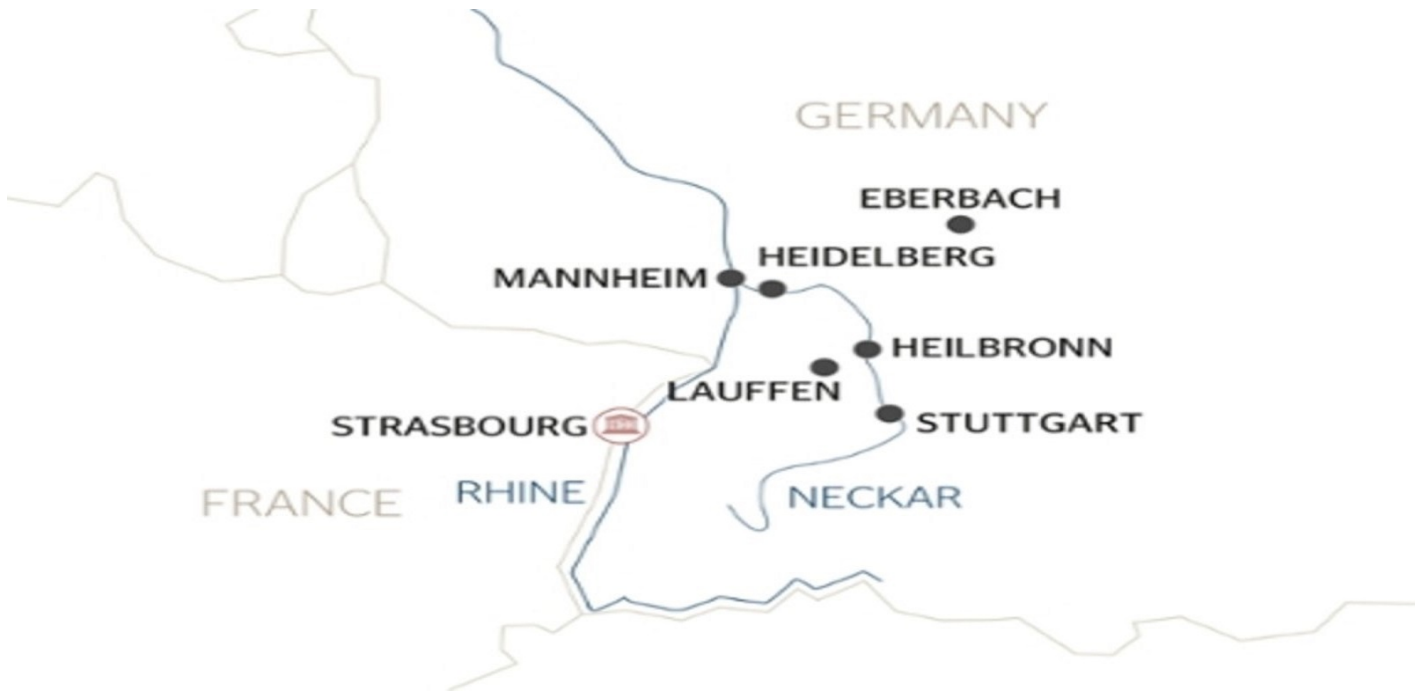 GERMANY
EBERBACH
HEIDELBERG
MANNHEIM
HEILBRONN
LAUFFEN
STRASBOURG
STUTTGART
RHINE
NECKAR
FRANCE